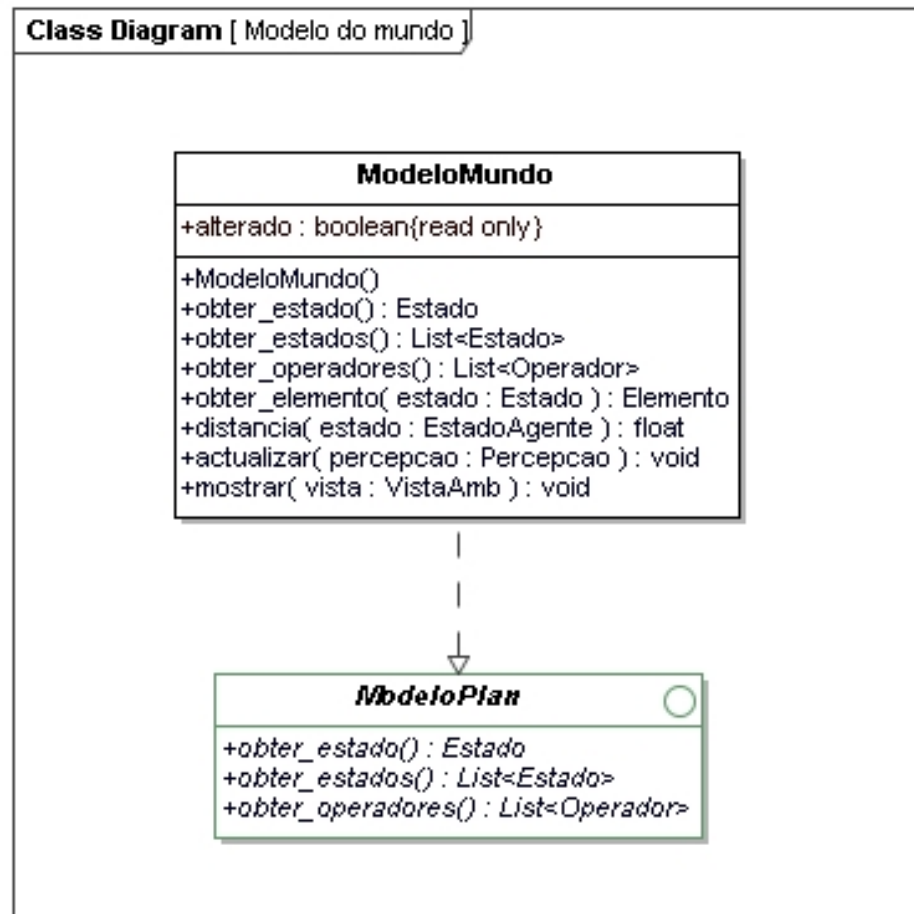 Class Diagram [ Modelo do mundo ]
ModeloMundo
+alterado : boolean{read only}
+ModeloMundo()
+obter_estado() : Estado
+obter_estados() : List<Estado>
+obter_operadores() : List<Operador>
+obter_elemento( estado : Estado ) : Elemento
+distancia( estado : EstadoAgente ) : float
+actualizar( percepcao : Percepcao ) : void
+mostrar( vista : VistaAmb ) : void
ModeloPlan
+obter_estado() : Estado
+obter_estados() : List<Estado>
+obter_operadores() : List<Operador>